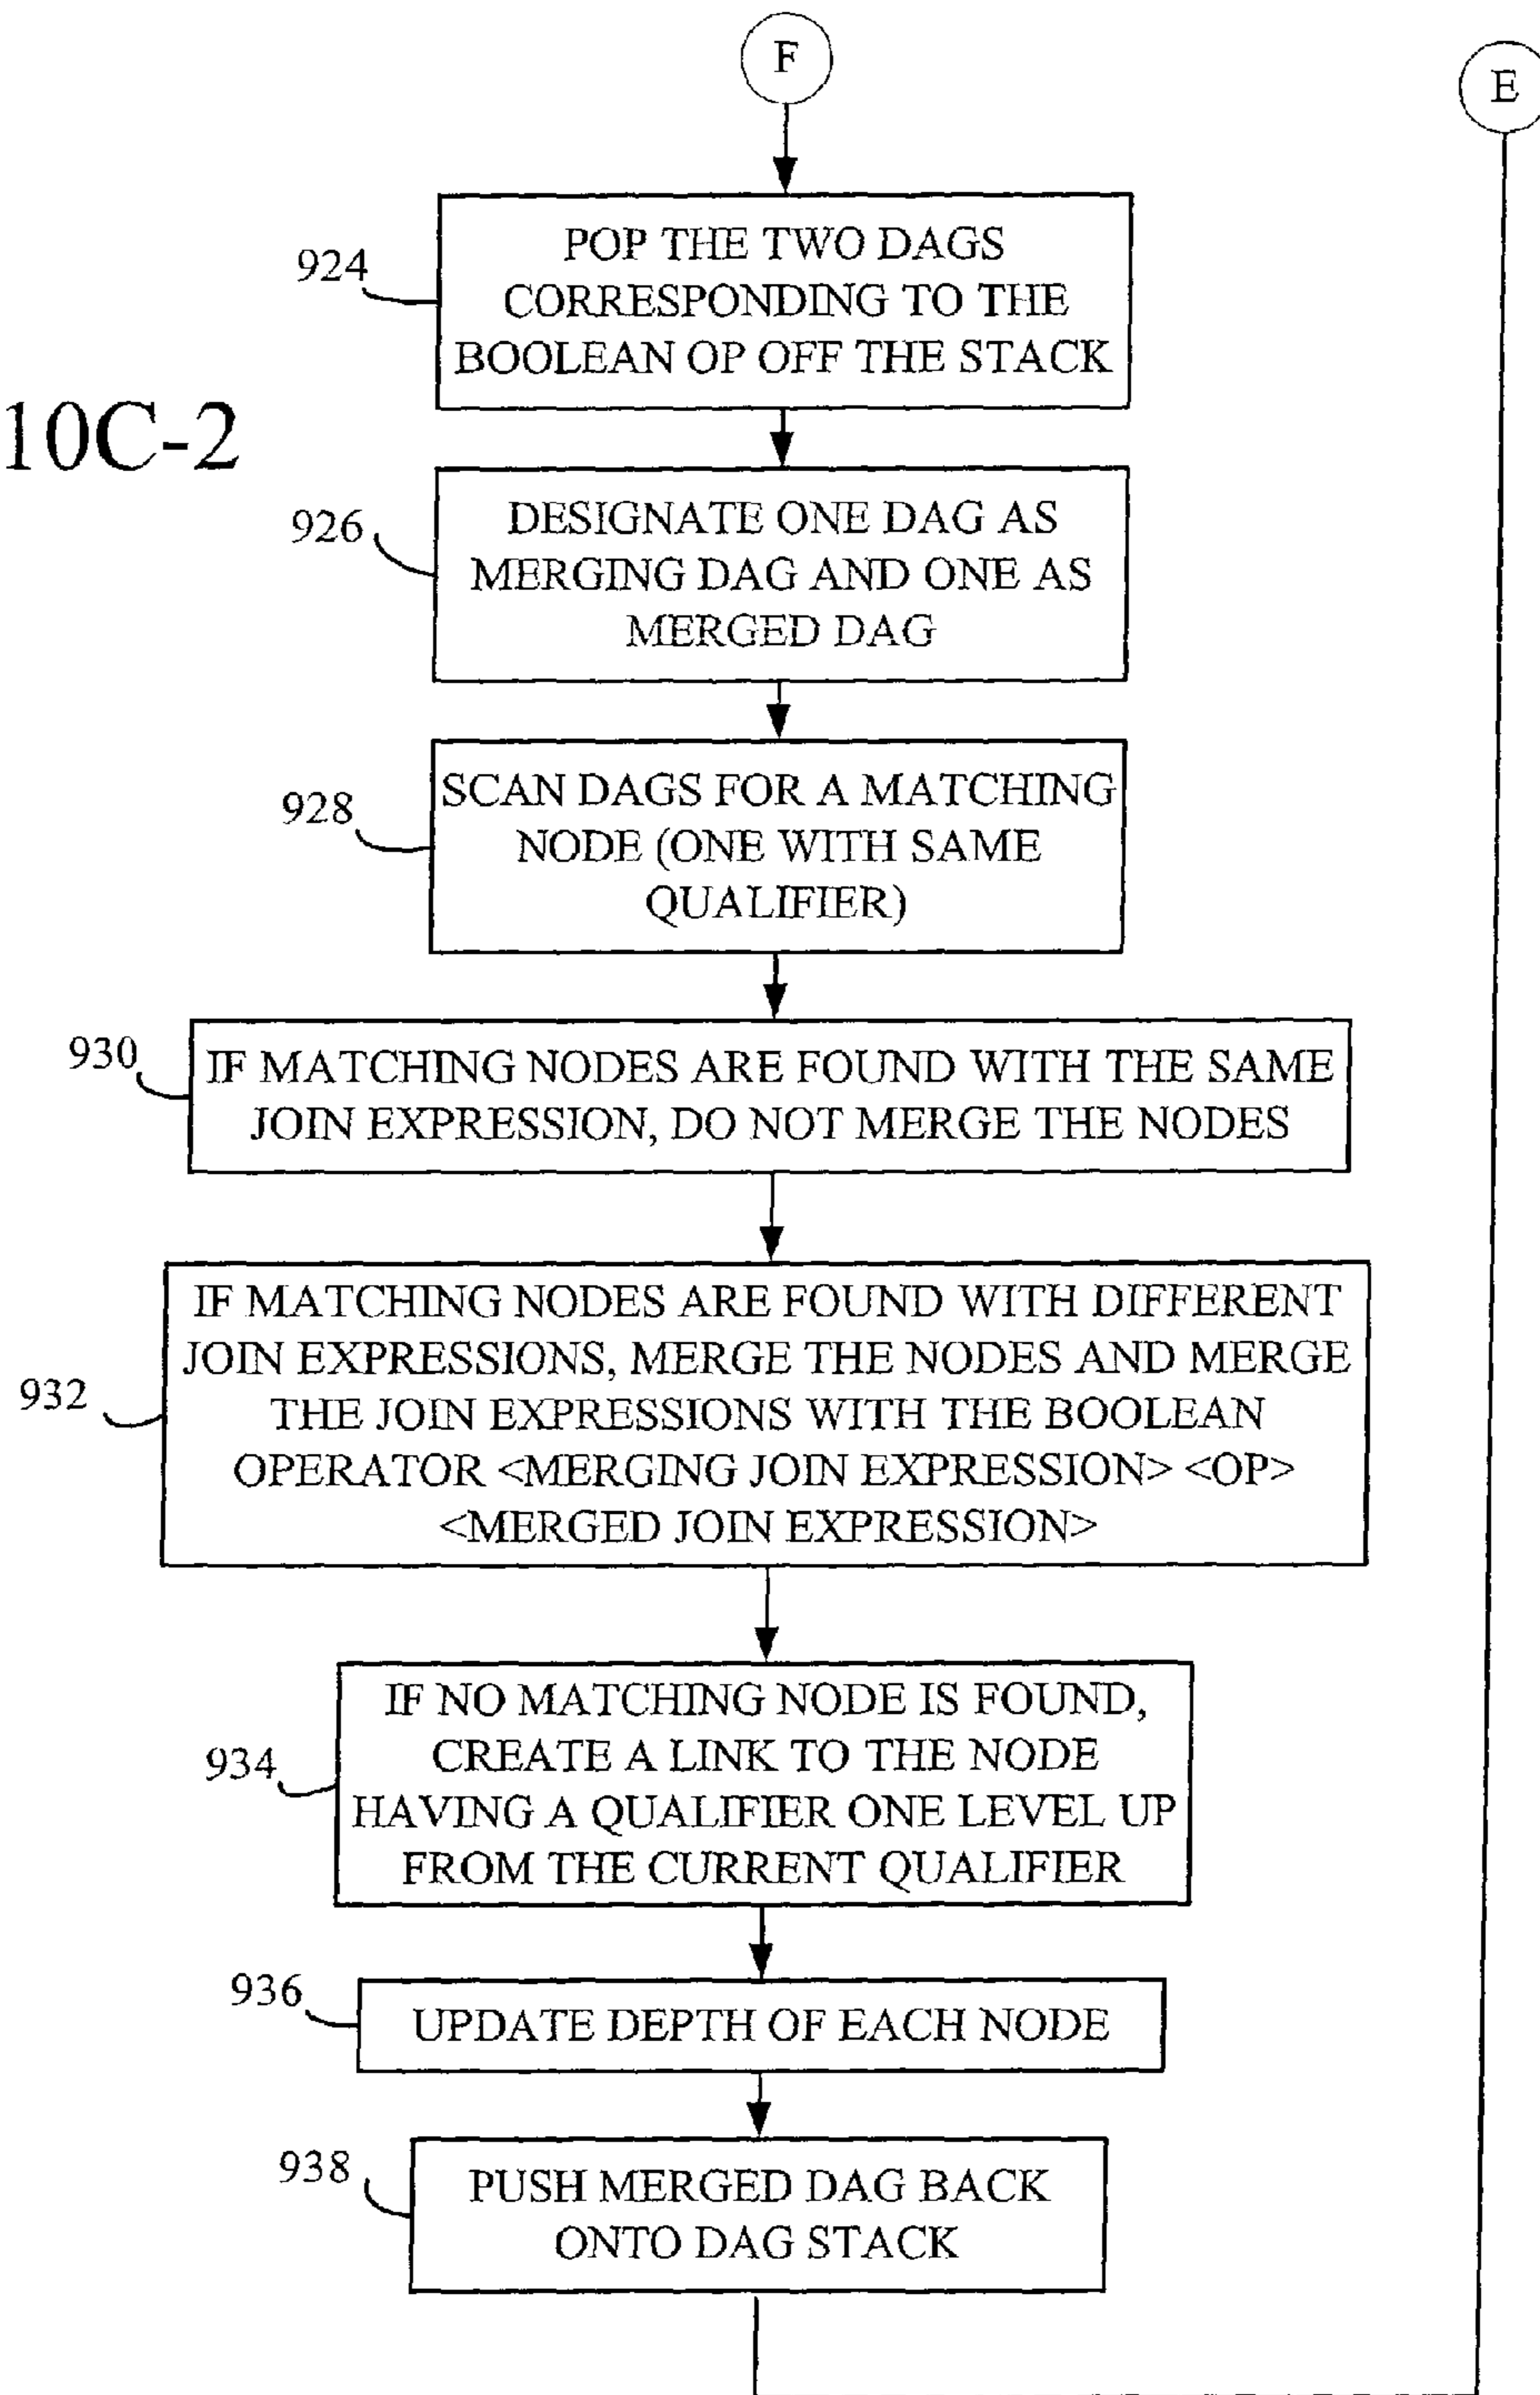 F
E
924
POP THE TWO DAGS
CORRESPONDING TO THE
BOOLEAN OP OFF THE STACK
10C-2
926
DESIGNATE ONE DAG AS
MERGING DAG AND ONE AS
MERGED DAG
928
SCAN DAGS FOR A MATCHING
NODE (ONE WITH SAME
QUALIFIER)
930
IF MATCHING NODES ARE FOUND WITH THE SAME
JOIN EXPRESSION, DO NOT MERGE THE NODES
932
IF MATCHING NODES ARE FOUND WITH DIFFERENT
JOIN EXPRESSIONS, MERGE THE NODES AND MERGE
THE JOIN EXPRESSIONS WITH THE BOOLEAN
OPERATOR <MERGING JOIN EXPRESSION> <OP>
<MERGED JOIN EXPRESSION>
934
IF NO MATCHING NODE IS FOUND,
CREATE A LINK TO THE NODE
HAVING A QUALIFIER ONE LEVEL UP
FROM THE CURRENT QUALIFIER
936
UPDATE DEPTH OF EACH NODE
938
PUSH MERGED DAG BACK
ONTO DAG STACK